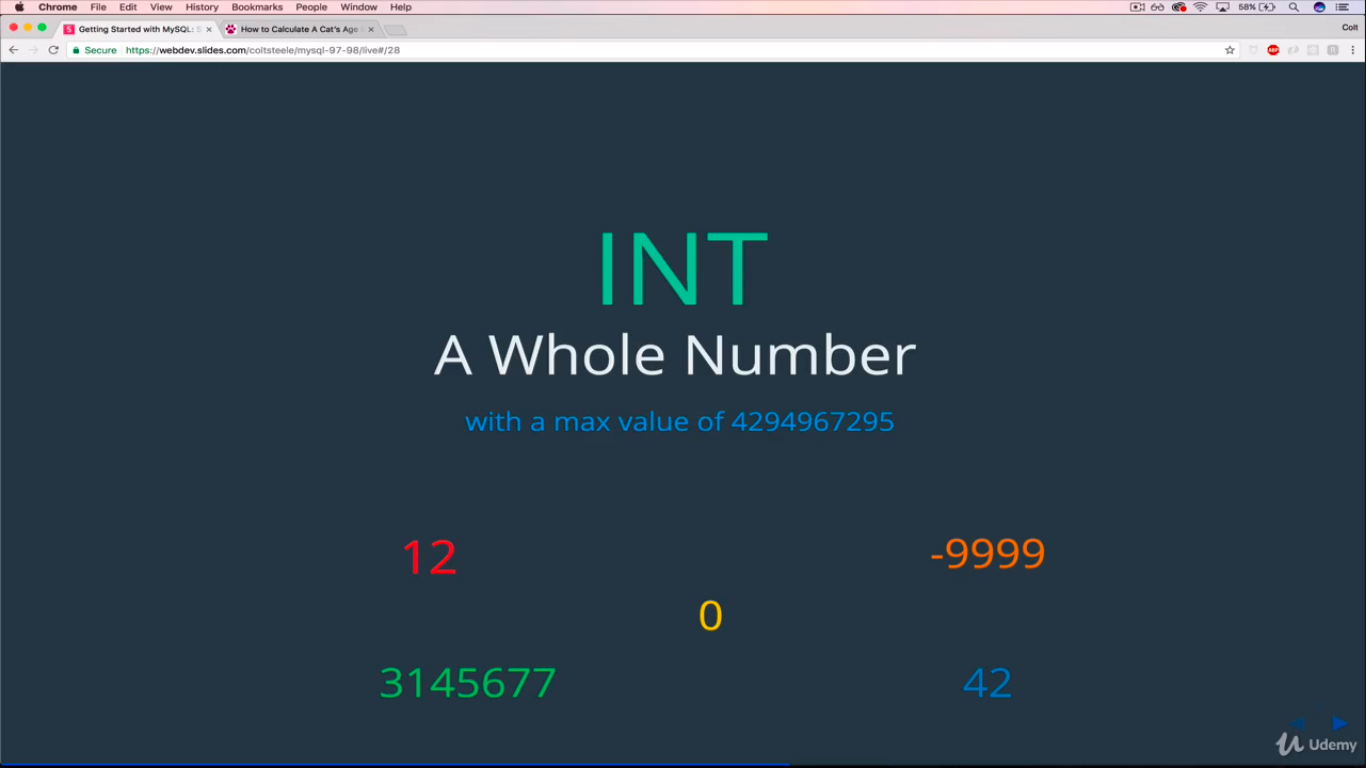 Chrome File Edit View History Bookmarks People Window Help 58%
Getting Started with MySQL: S How to Calculate A Cat's Age Colt
Secure https://webdev.slides.com/coltsteele/mysql-97-98/live#/28 ABP
INT
A Whole Number
with a max value of 4294967295
12 -9999
0
3145677 42
Udemy